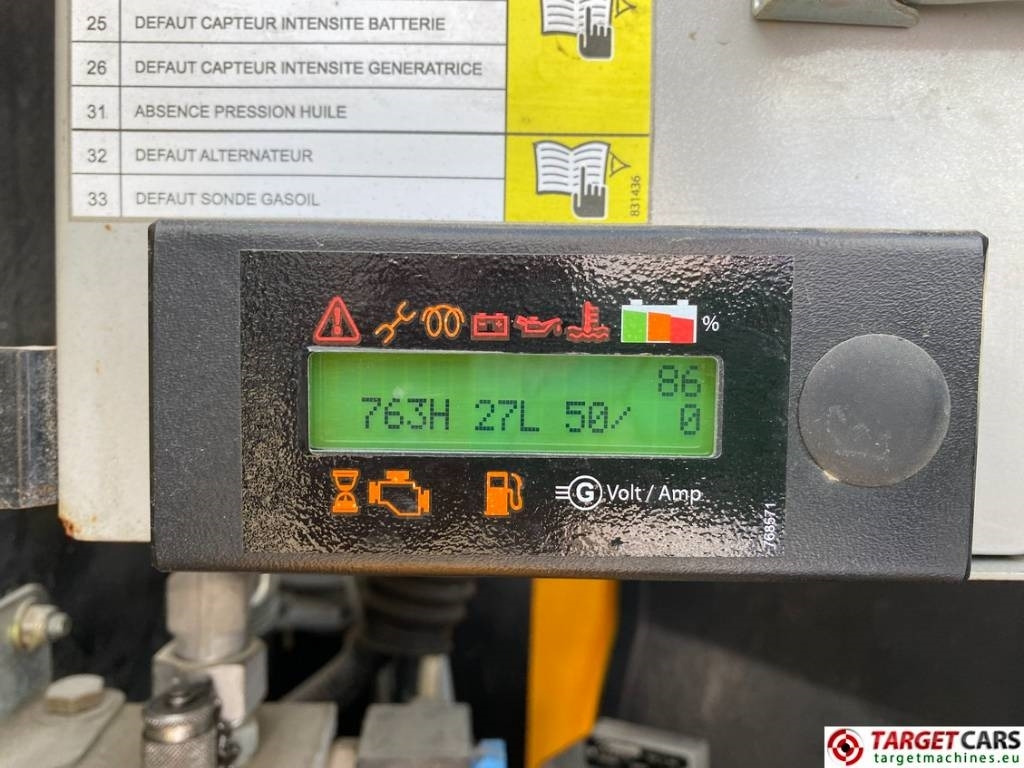 25 DEFAUT CAPTEUR INTENSITE BATTERIE
26 DEFAUT CAPTEUR INTENSITE GENERATRICE
31 ABSENCE PRESSION HUILE
32 DEFAUT ALTERNATEUR
33 DEFAUT SONDE GASOIL
831436
%
86
763H 27L 50/ 0
G Volt / Amp
768571
TARGETCARS
targetmachines.eu